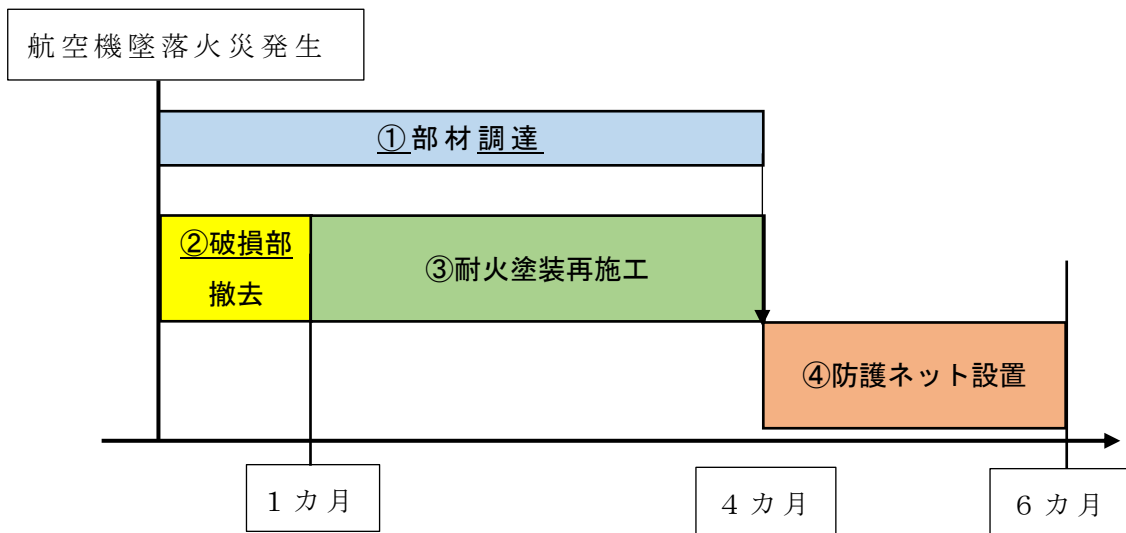 航空機墜落火災発生
①部材調達
②破損部
撤去
③耐火塗装再施工
④防護ネット設置
1カ月
4カ月
6カ月